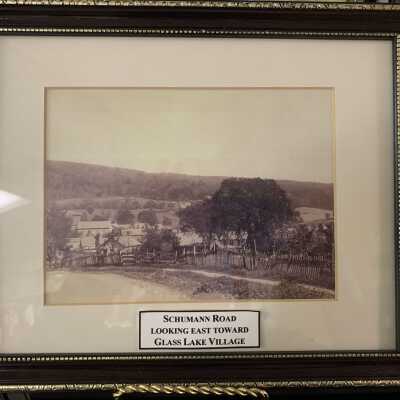 SCHUMANN ROAD
LOOKING EAST TOWARD
GLASS LAKE VILLAGE